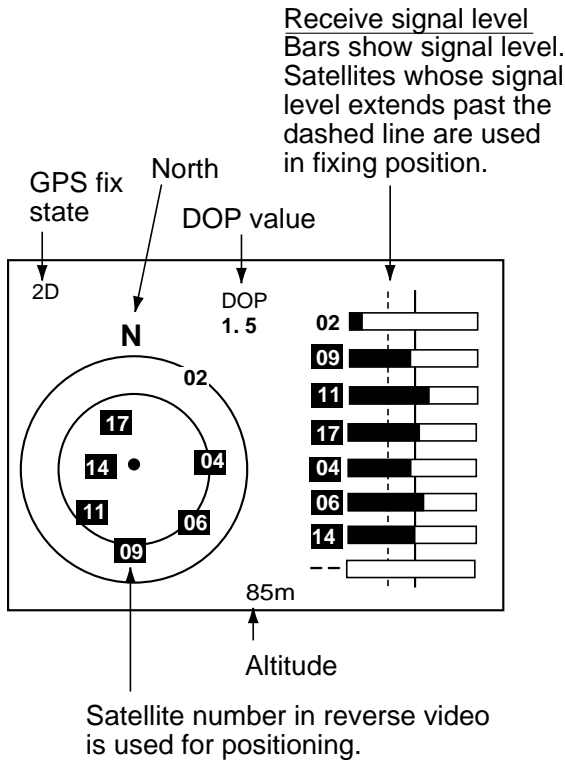 Receive signal level
Bars show signal level.
Satellites whose signal
level extends past the
dashed line are used
in fixing position.
North
GPS fix
state
DOP value
2D
DOP
1. 5
N
02
17
14
04
11
06
09
02
09
11
17
04
06
14
--
85m
Altitude
Satellite number in reverse video
is used for positioning.